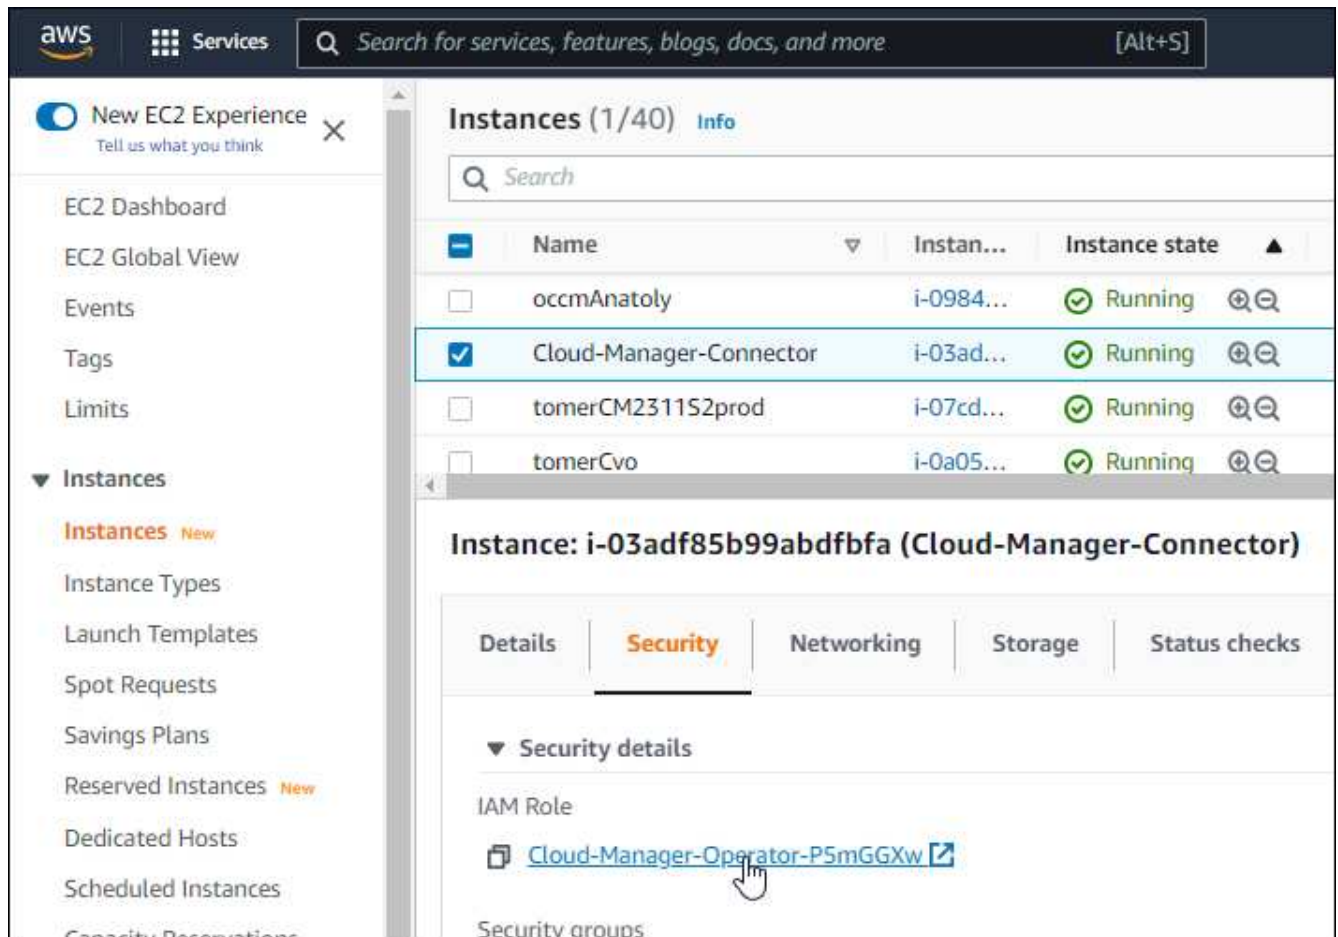 aws Services Search for services, features, blogs, docs, and more [Alt+S]
New EC2 Experience
Tell us what you think
EC2 Dashboard
EC2 Global View
Events
Tags
Limits
Instances
Instances New
Instance Types
Launch Templates
Spot Requests
Savings Plans
Reserved Instances New
Dedicated Hosts
Scheduled Instances
Capacity Reservations
Instances (1/40) Info
Search
Name Instan... Instance state
occmAnatoly i-0984... Running
Cloud-Manager-Connector i-03ad... Running
tomerCM2311S2prod i-07cd... Running
tomerCvo i-0a05... Running
Instance: i-03adf85b99abdfbfa (Cloud-Manager-Connector)
Details Security Networking Storage Status checks
Security details
IAM Role
Cloud-Manager-Operator-P5mGGXw
Security groups